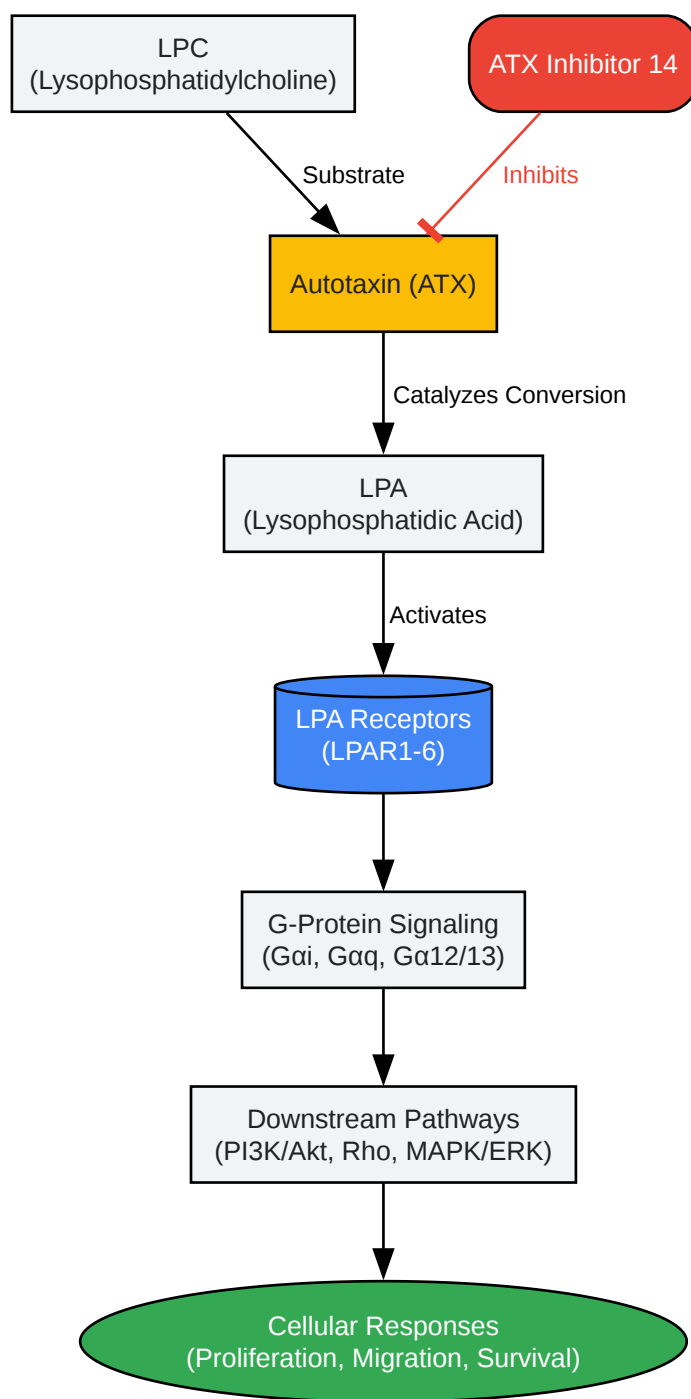 LPC
(Lysophosphatidylcholine)
ATX Inhibitor 14
Substrate
Inhibits
Autotaxin (ATX)
Catalyzes Conversion
LPA
(Lysophosphatidic Acid)
Activates
LPA Receptors
(LPAR1-6)
G-Protein Signaling
(Gαi, Gαq, Gα12/13)
Downstream Pathways
(PI3K/Akt, Rho, MAPK/ERK)
Cellular Responses
(Proliferation, Migration, Survival)